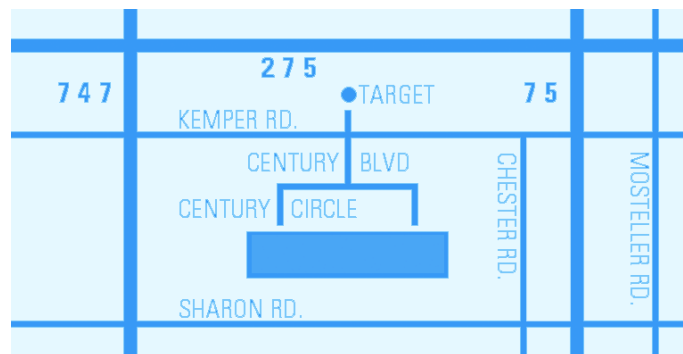 275
747
TARGET
75
KEMPER RD.
CENTURY BLVD
CENTURY CIRCLE
CHESTER RD.
MOSTELLER RD.
SHARON RD.